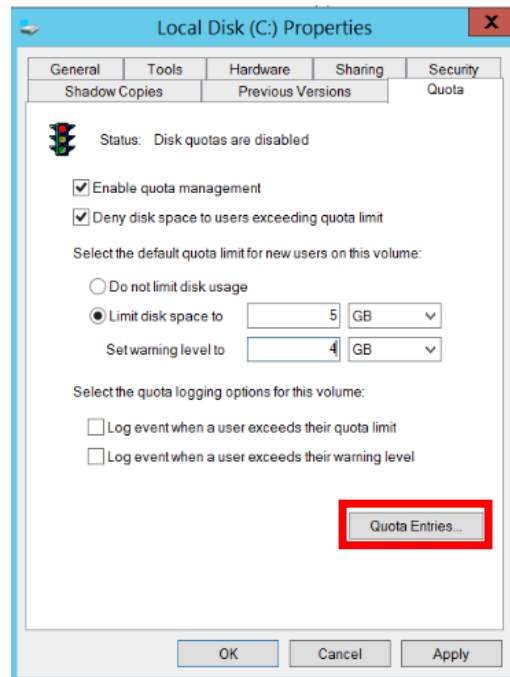 Local Disk (C:) Properties
X
General Tools Hardware Sharing Security
Shadow Copies Previous Versions Quota
Status: Disk quotas are disabled
Enable quota management
Deny disk space to users exceeding quota limit
Select the default quota limit for new users on this volume:
Do not limit disk usage
Limit disk space to 5 GB
Set warning level to 4 GB
Select the quota logging options for this volume:
Log event when a user exceeds their quota limit
Log event when a user exceeds their warning level
Quota Entries...
OK Cancel Apply